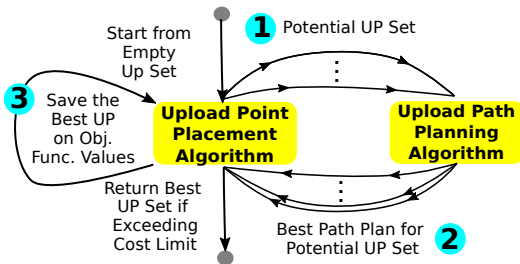 Start from
Empty
Up Set
1 Potential UP Set
3
Save the
Best UP
on Obj.
Func. Values
Upload Point
Placement
Algorithm
Upload Path
Planning
Algorithm
Return Best
UP Set if
Exceeding
Cost Limit
Best Path Plan for
Potential UP Set 2